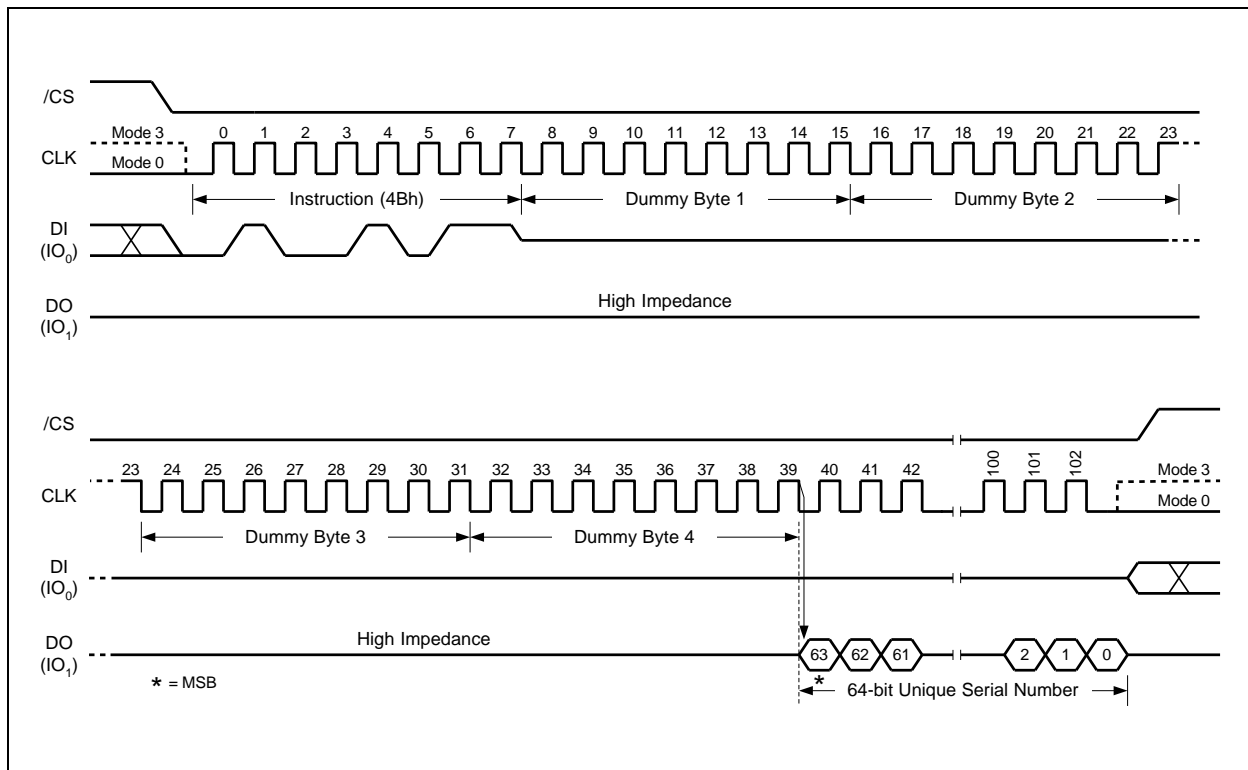 /CS
Mode 3 0 1 2 3 4 5 6 7 8 9 10 11 12 13 14 15 16 17 18 19 20 21 22 23
CLK Mode 0
Instruction (4Bh) Dummy Byte 1 Dummy Byte 2
DI
(IO0)
DO High Impedance
(IO1)
/CS
23 24 25 26 27 28 29 30 31 32 33 34 35 36 37 38 39 40 41 42 100 101 102 Mode 3
CLK Mode 0
Dummy Byte 3 Dummy Byte 4
DI
(IO0)
DO High Impedance 63 62 61 2 1 0
(IO1)
* = MSB * 64-bit Unique Serial Number